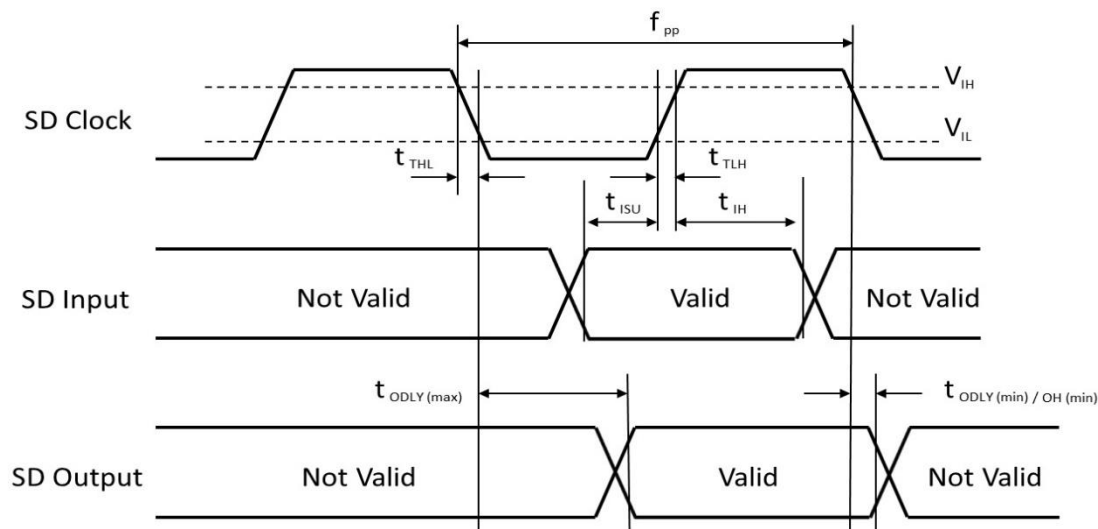 f pp
V IH
SD Clock
V IL
t THL
t TLH
t ISU
t IH
SD Input
Not Valid
Valid
Not Valid
t ODLY (max)
t ODLY (min) / OH (min)
SD Output
Not Valid
Valid
Not Valid